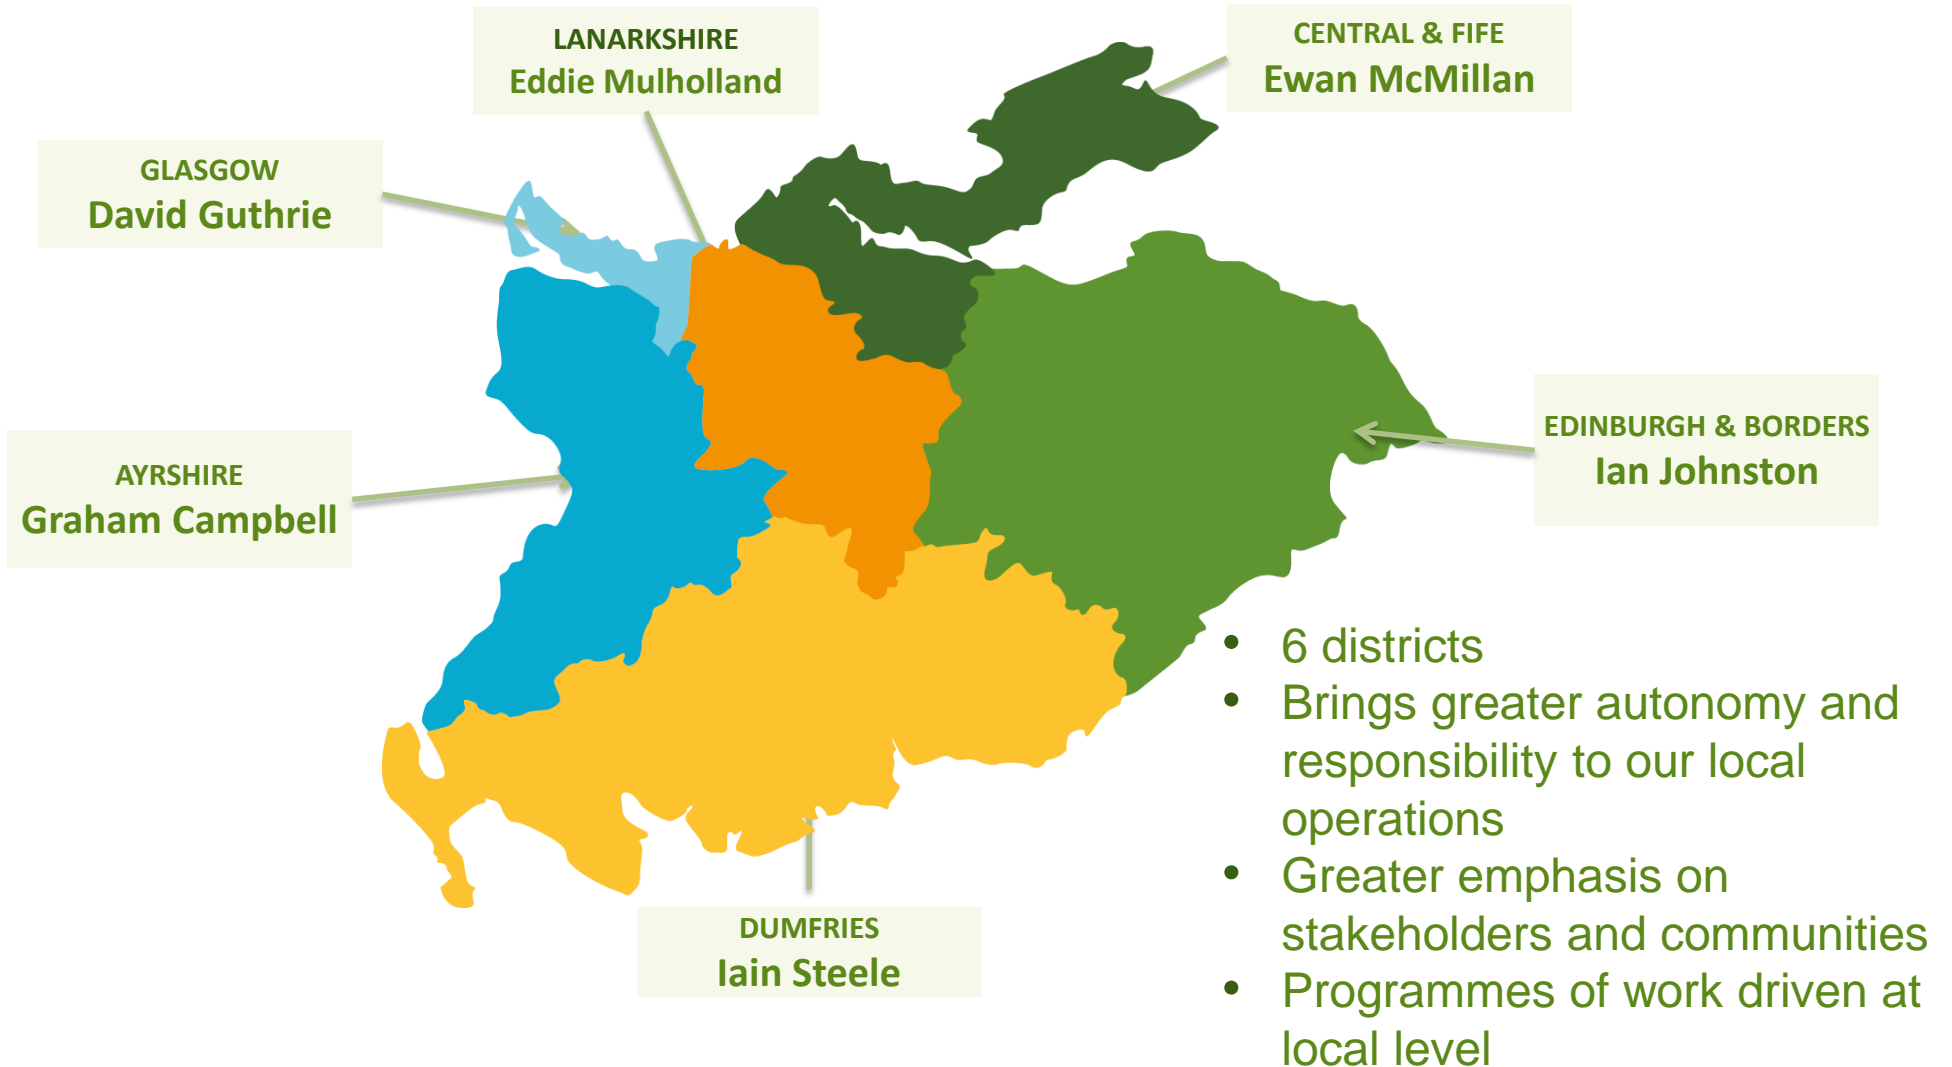 LANARKSHIRE
Eddie Mulholland
CENTRAL & FIFE
Ewan McMillan
GLASGOW
David Guthrie
AYRSHIRE
Graham Campbell
EDINBURGH & BORDERS
Ian Johnston
DUMFRIES
Iain Steele
• 6 districts
• Brings greater autonomy and
responsibility to our local
operations
• Greater emphasis on
stakeholders and communities
• Programmes of work driven at
local level